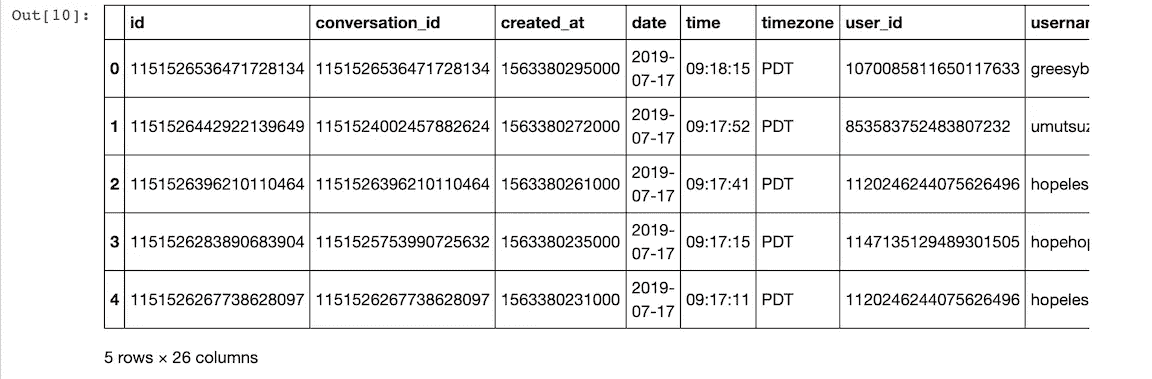 Out[10]:
id conversation_id created_at date time timezone user_id
0 1151526536471728134 1151526536471728134 1563380295000 2019-07-17 09:18:15 PDT 1070085811650117633 greesyb
1 1151526442922139649 1151524002457882624 1563380272000 2019-07-17 09:17:52 PDT 853583752483807232 umutsuz
2 1151526396210110464 1151526396210110464 1563380261000 2019-07-17 09:17:41 PDT 1120246244075626496 hopeles
3 1151526283890683904 1151525753990725632 1563380235000 2019-07-17 09:17:15 PDT 1147135129489301505 hopehop
4 1151526267738628097 1151526267738628097 1563380231000 2019-07-17 09:17:11 PDT 1120246244075626496 hopeles
5 rows × 26 columns